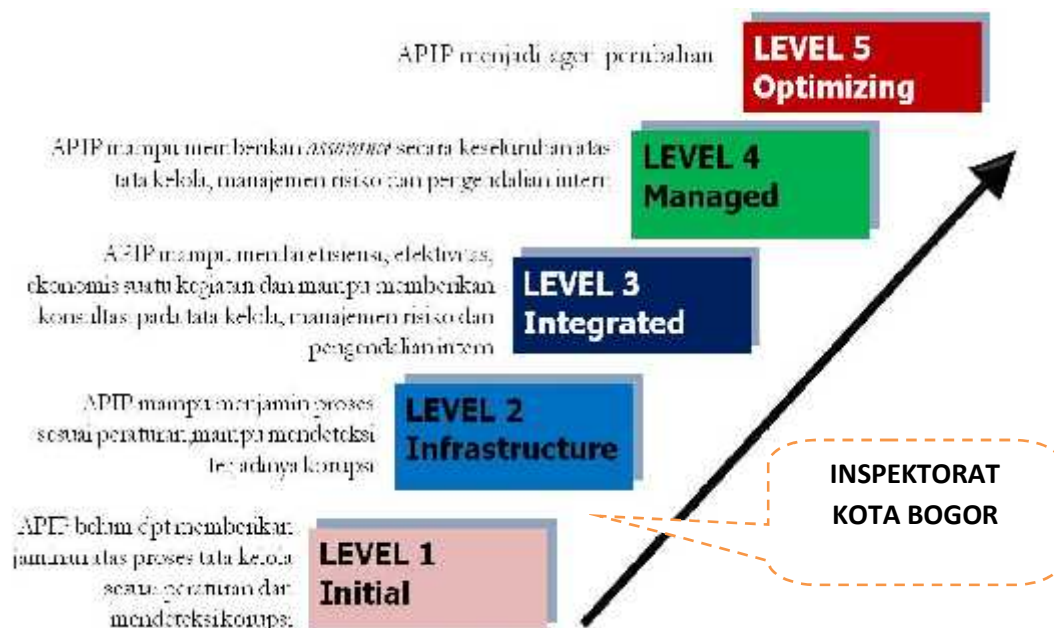 APIP menjadi agen perubahan
LEVEL 5
Optimizing
APIP mampu memberikan assurance secara keseluruhan atas
tata kelola, manajemen risiko dan pengendalian intern
LEVEL 4
Managed
APIP mampu menilai efisiensi, efektivitas,
ekonomis suatu kegiatan dan mampu memberikan
konsultasi pada tata kelola, manajemen risiko dan
pengendalian intern
LEVEL 3
Integrated
APIP mampu menjamin proses
sesuai peraturan,mampu mendeteksi
terjadinya korupsi
LEVEL 2
Infrastructure
INSPEKTORAT
KOTA BOGOR
APIP belum dpt memberikan
jaminan atas proses tata kelola
sesuai peraturan dan
mendeteksi korupsi
LEVEL 1
Initial